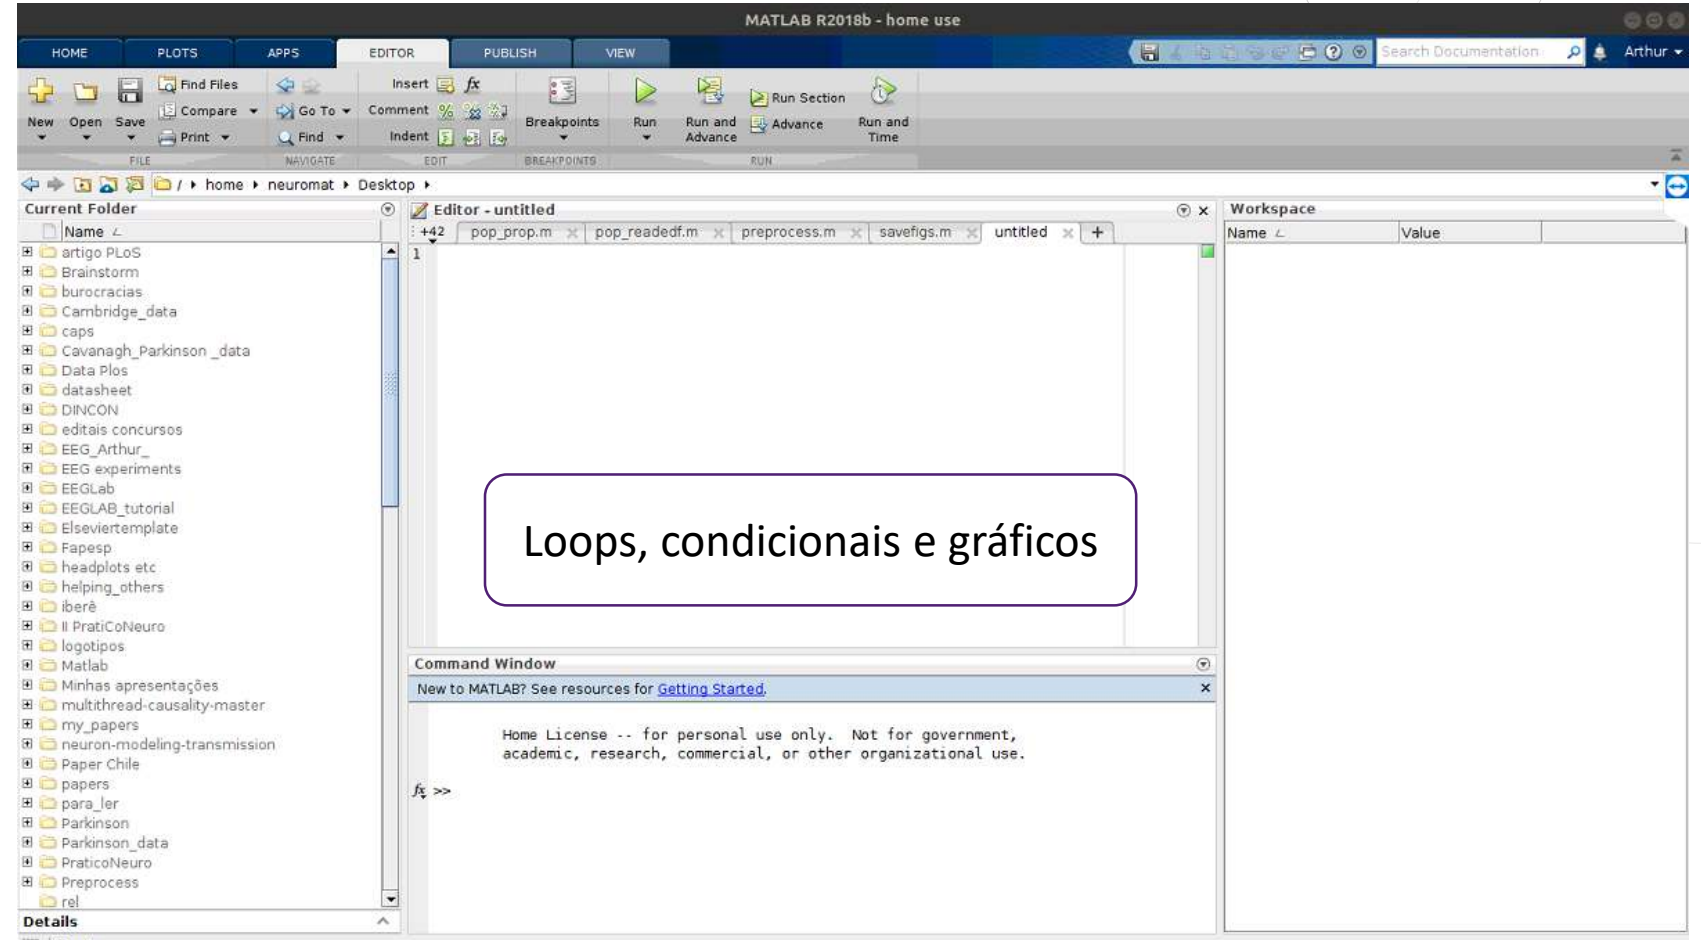 MATLAB R2018b - home use
HOME PLOTS APPS EDITOR PUBLISH VIEW
Search Documentation
Arthur
New
Open
Save
Find Files
Compare
Print
Go To
Find
Insert
fx
Comment
Indent
Breakpoints
Run
Run and
Advance
Run Section
Advance
Run and
Time
FILE NAVIGATE EDIT BREAKPOINTS RUN
/ home neuromat Desktop
Current Folder
Name
artigo PLoS
Brainstorm
burocracias
Cambridge_data
caps
Cavanagh_Parkinson _data
Data Plos
datasheet
DINCON
editais concursos
EEG_Arthur_
EEG experiments
EEGLab
EEGLAB_tutorial
Elseviertemplate
Fapesp
headplots etc
helping_others
iberê
II PratiCoNeuro
logotipos
Matlab
Minhas apresentações
multithread-causality-master
my_papers
neuron-modeling-transmission
Paper Chile
papers
para_ler
Parkinson
Parkinson_data
PraticoNeuro
Preprocess
rel
Details
Editor - untitled
+42 pop_prop.m pop_readedf.m preprocess.m savefigs.m untitled +
1
Loops, condicionais e gráficos
Command Window
New to MATLAB? See resources for Getting Started.
Home License -- for personal use only. Not for government,
academic, research, commercial, or other organizational use.
fx >>
Workspace
Name Value